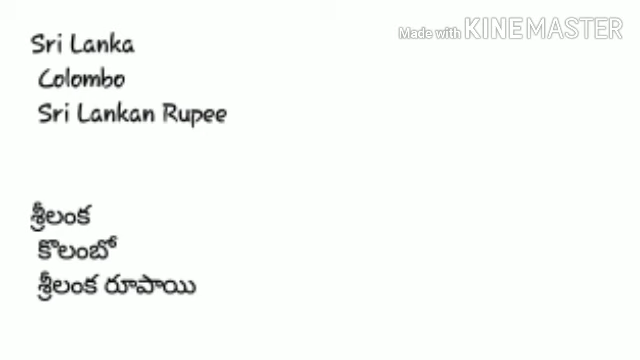 Made with KINEMASTER
Sri Lanka
Colombo
Sri Lankan Rupee
శ్రీలంక
కొలంబో
శ్రీలంక రూపాయి